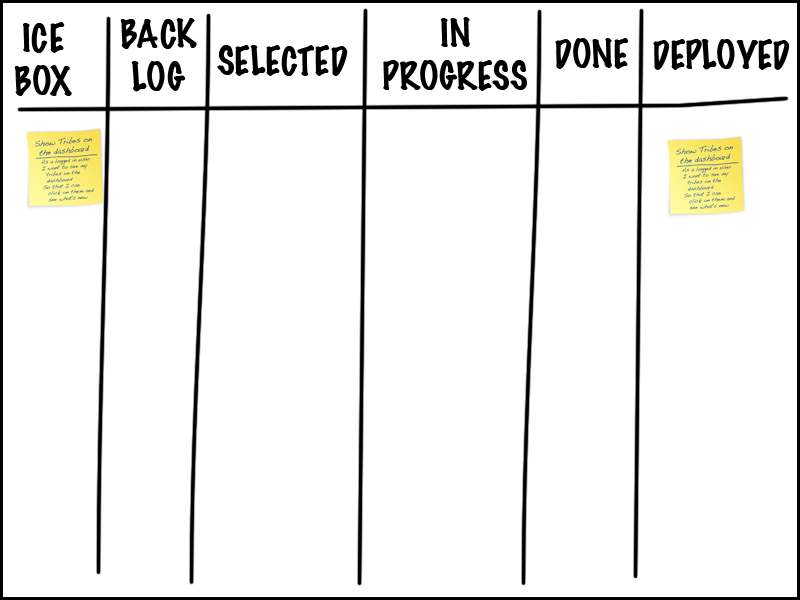 ICE
BOX
BACK
LOG
SELECTED
IN
PROGRESS
DONE
DEPLOYED
Show Tribes on
the dashboard
As a logged in user
I want to see my
tribes on the
dashboard
So that I can
click on them and
see what's new
Show Tribes on
the dashboard
As a logged in user
I want to see my
tribes on the
dashboard
So that I can
click on them and
see what's new